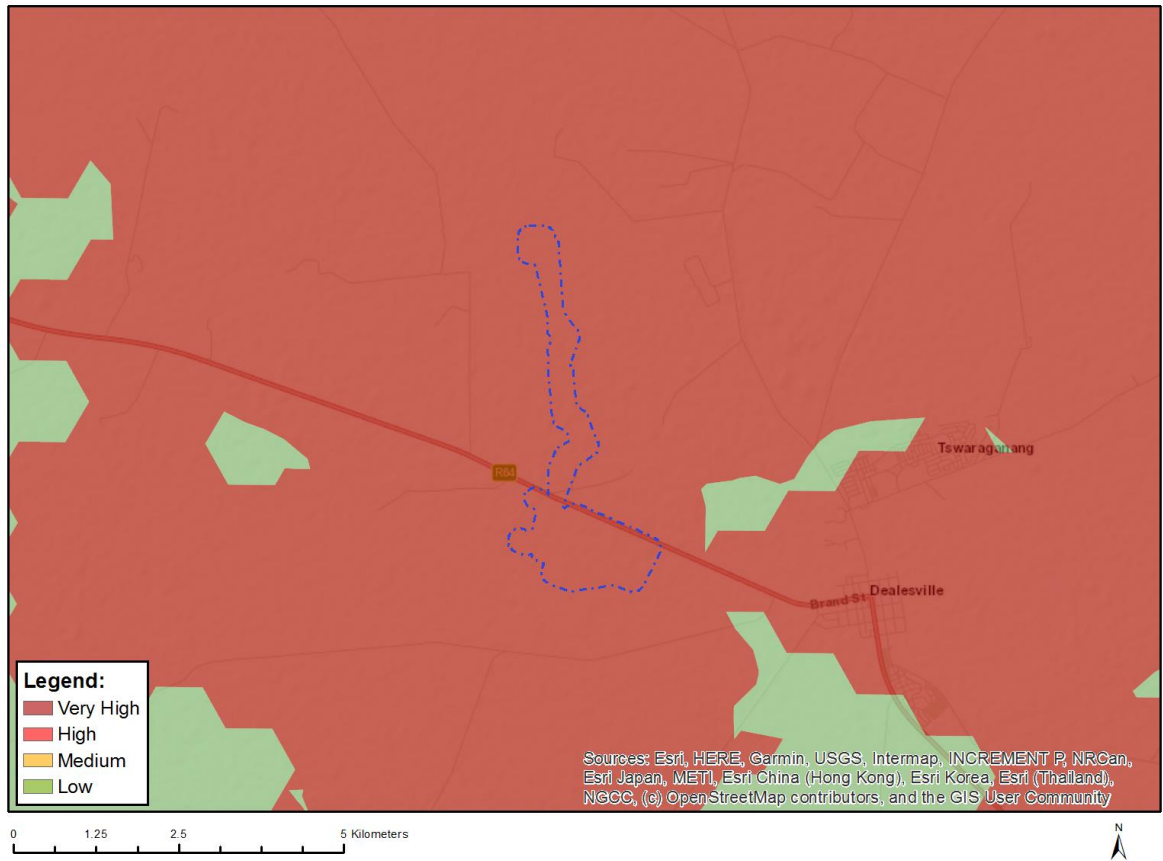 Tswaraganang
R64
Dealesville
Brand St
Legend:
Very High
High
Medium
Low
Sources: Esri, HERE, Garmin, USGS, Intermap, INCREMENT P, NRCan,
Esri Japan, METI, Esri China (Hong Kong), Esri Korea, Esri (Thailand),
NGCC, (c) OpenStreetMap contributors, and the GIS User Community
0 1.25 2.5 5 Kilometers
N